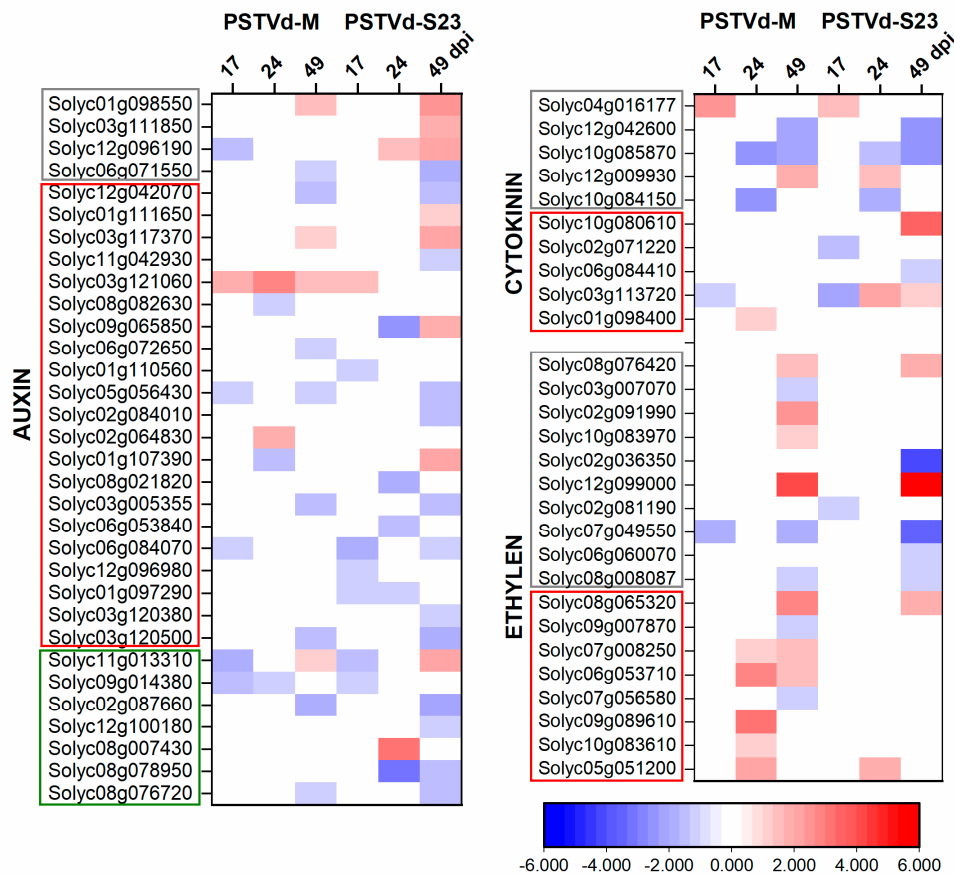 PSTVd-M PSTVd-S23
17 24 49 17 24 49 dpi
AUXIN
Solyc01g098550
Solyc03g111850
Solyc12g096190
Solyc06g071550
Solyc12g042070
Solyc01g111650
Solyc03g117370
Solyc11g042930
Solyc03g121060
Solyc08g082630
Solyc09g065850
Solyc06g072650
Solyc01g110560
Solyc05g056430
Solyc02g084010
Solyc02g064830
Solyc01g107390
Solyc08g021820
Solyc03g005355
Solyc06g053840
Solyc06g084070
Solyc12g096980
Solyc01g097290
Solyc03g120380
Solyc03g120500
Solyc11g013310
Solyc09g014380
Solyc02g087660
Solyc12g100180
Solyc08g007430
Solyc08g078950
Solyc08g076720
PSTVd-M PSTVd-S23
17 24 49 17 24 49 dpi
CYTOKININ
Solyc04g016177
Solyc12g042600
Solyc10g085870
Solyc12g009930
Solyc10g084150
Solyc10g080610
Solyc02g071220
Solyc06g084410
Solyc03g113720
Solyc01g098400
ETHYLEN
Solyc08g076420
Solyc03g007070
Solyc02g091990
Solyc10g083970
Solyc02g036350
Solyc12g099000
Solyc02g081190
Solyc07g049550
Solyc06g060070
Solyc08g008087
Solyc08g065320
Solyc09g007870
Solyc07g008250
Solyc06g053710
Solyc07g056580
Solyc09g089610
Solyc10g083610
Solyc05g051200
-6.000 -4.000 -2.000 0.000 2.000 4.000 6.000